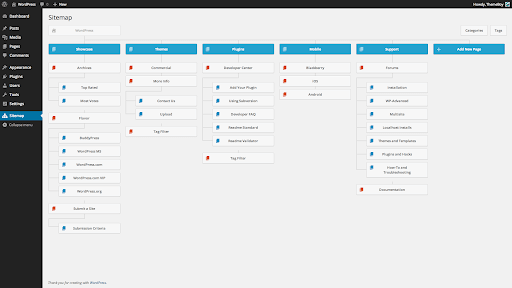 WordPress
+ New
Howdy, ThemeBoy
Dashboard
Posts
Media
Pages
Comments
Appearance
Plugins
Users
Tools
Settings
Sitemap
Collapse menu
Sitemap
WordPress
Categories
Tags
Showcase
Archives
Top Rated
Most Votes
Flavor
BuddyPress
WordPress.com
WordPress.com VIP
WordPress.org
Submit a Site
Submission Criteria
Themes
Commercial
More Info
Contact Us
Upload
Tag Filter
Plugins
Developer Center
Add Your Plugin
Using Subversion
Developer FAQ
Readme Standard
Readme Validator
Tag Filter
Mobile
BlackBerry
iOS
Android
Support
Forums
Installation
WP-Advanced
Multisite
Localhost Installs
Themes and Templates
Plugins and Hacks
How-To and
Troubleshooting
Documentation
+ Add New Page
Thank you for creating with WordPress.